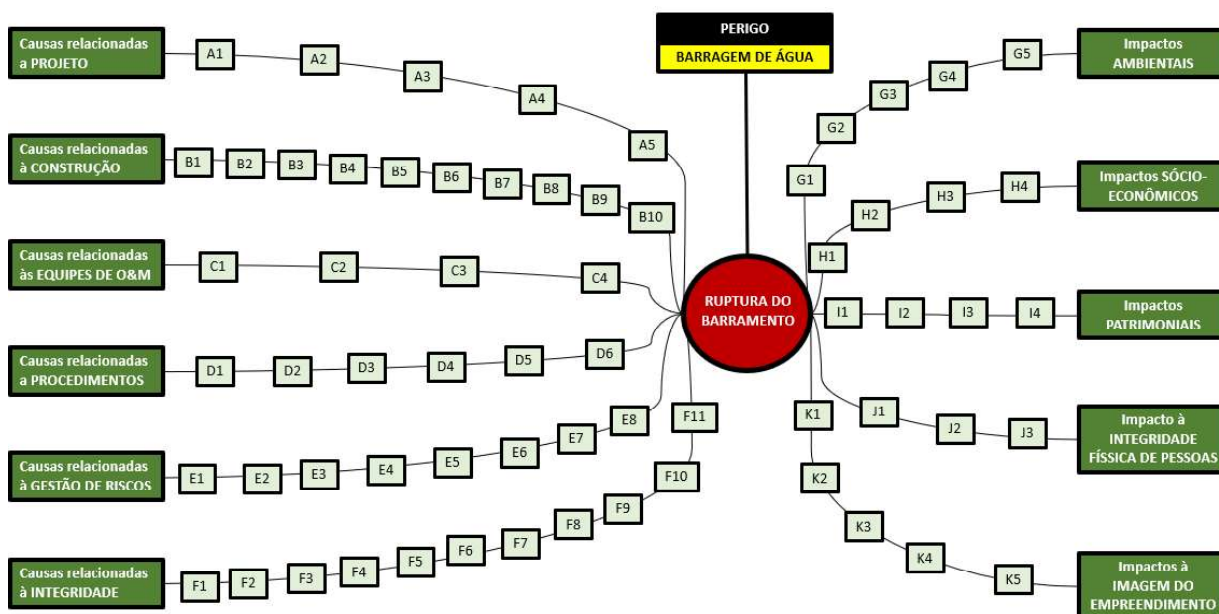 PERIGO
BARRAGEM DE ÁGUA
Causas relacionadas
a PROJETO
A1
A2
A3
A4
A5
Causas relacionadas
à CONSTRUÇÃO
B1
B2
B3
B4
B5
B6
B7
B8
B9
B10
Causas relacionadas
às EQUIPES DE O&M
C1
C2
C3
C4
Causas relacionadas
a PROCEDIMENTOS
D1
D2
D3
D4
D5
D6
Causas relacionadas
à GESTÃO DE RISCOS
E1
E2
E3
E4
E5
E6
E7
E8
Causas relacionadas
à INTEGRIDADE
F1
F2
F3
F4
F5
F6
F7
F8
F9
F10
F11
RUPTURA DO
BARRAMENTO
G1
G2
G3
G4
G5
Impactos
AMBIENTAIS
H1
H2
H3
H4
Impactos SÓCIO-
ECONÔMICOS
I1
I2
I3
I4
Impactos
PATRIMONIAIS
J1
J2
J3
Impacto à
INTEGRIDADE
FÍSSICA DE PESSOAS
K1
K2
K3
K4
K5
Impactos à
IMAGEM DO
EMPREENDIMENTO